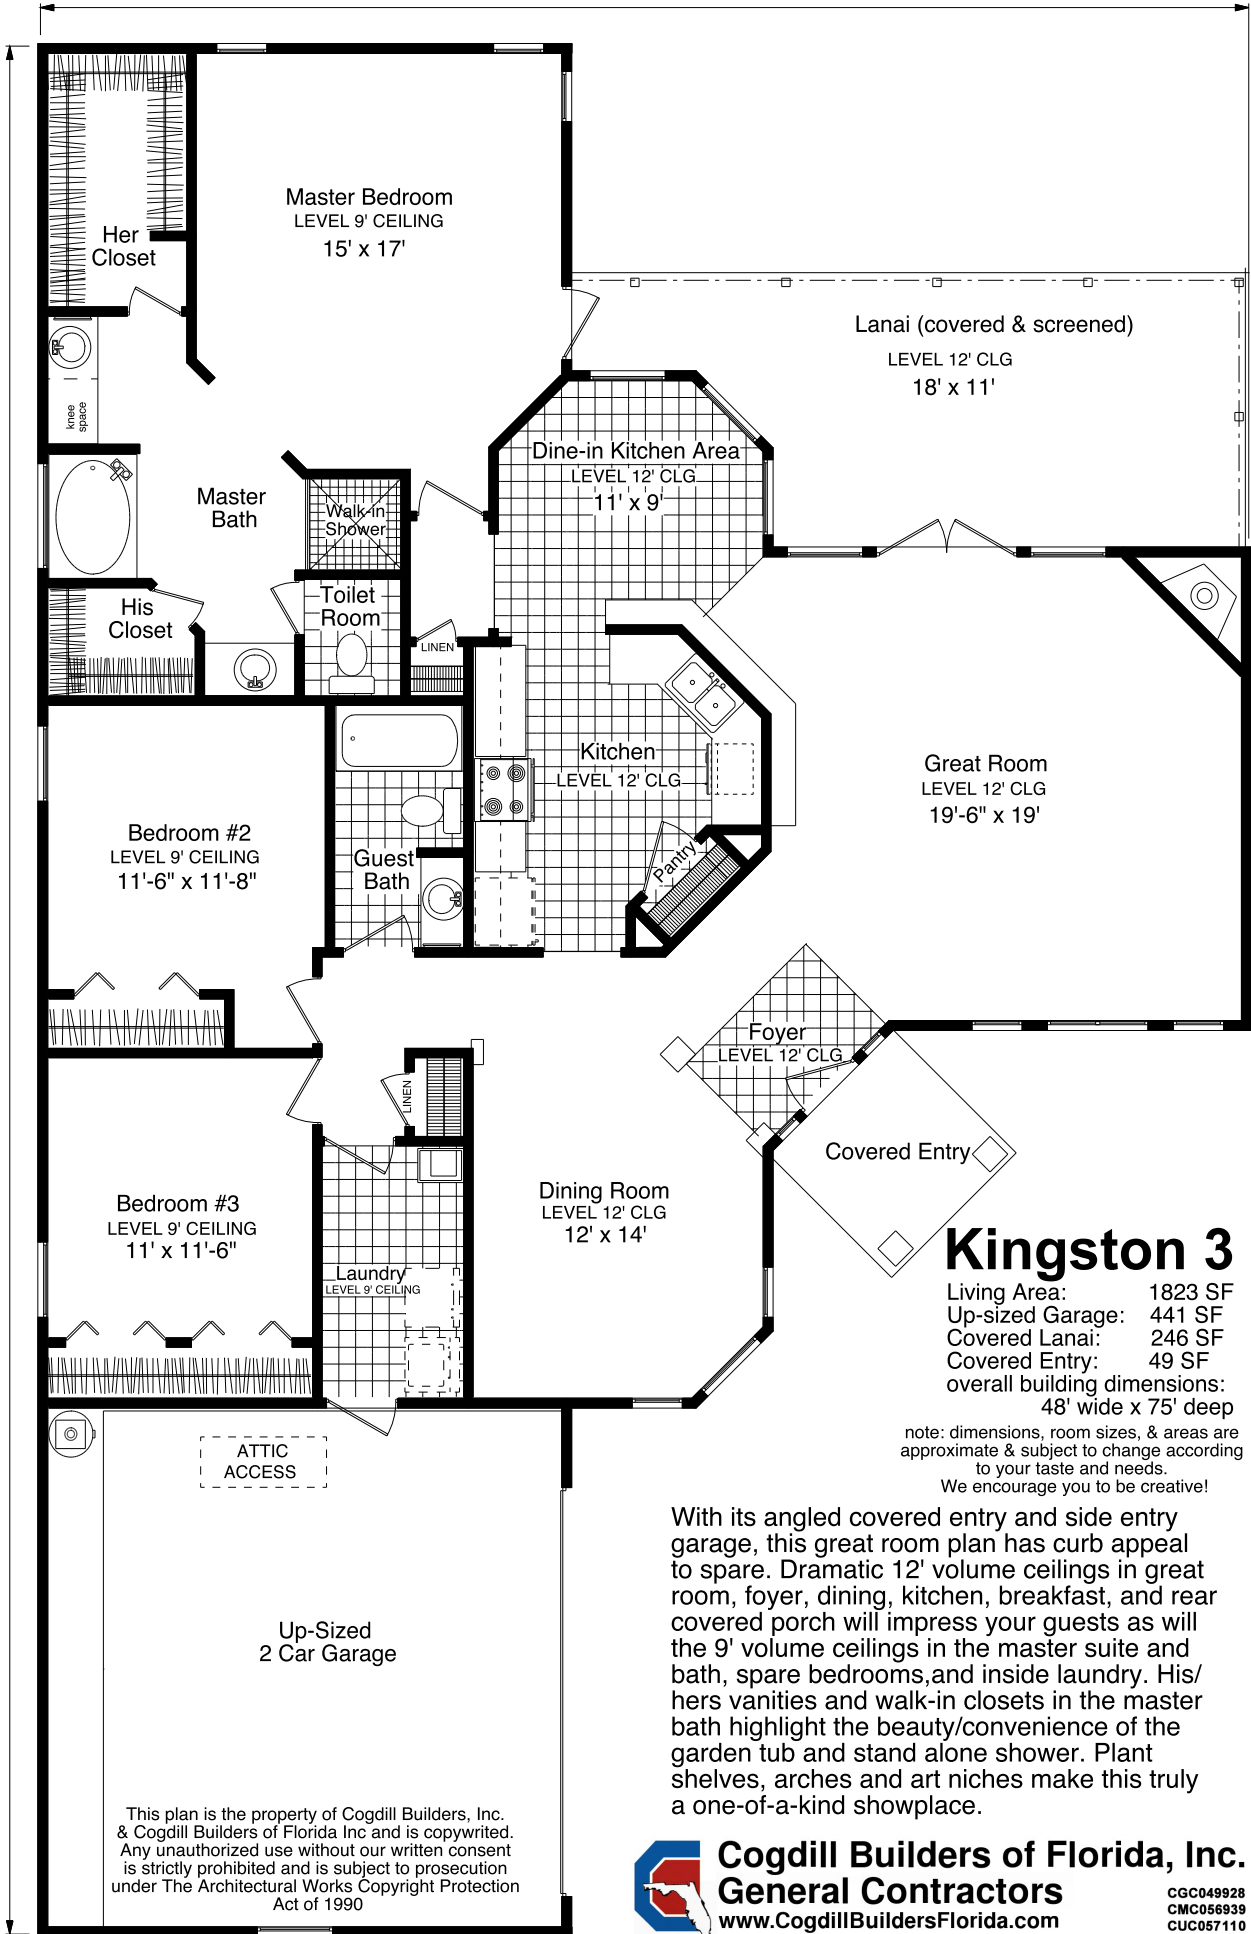 Master Bedroom
LEVEL 9' CEILING
15' x 17'
Her
Closet
Lanai (covered & screened)
LEVEL 12' CLG
18' x 11'
knee
space
Dine-in Kitchen Area
LEVEL 12' CLG
11' x 9'
Master
Bath
Walk-in
Shower
His
Closet
Toilet
Room
LINEN
Kitchen
LEVEL 12' CLG
Great Room
LEVEL 12' CLG
19'-6" x 19'
Bedroom #2
LEVEL 9' CEILING
11'-6" x 11'-8"
Guest
Bath
Pantry
Foyer
LEVEL 12' CLG
LINEN
Covered Entry
Bedroom #3
LEVEL 9' CEILING
11' x 11'-6"
Dining Room
LEVEL 12' CLG
12' x 14'
Laundry
LEVEL 9' CEILING
Kingston 3
Living Area: 1823 SF
Up-sized Garage: 441 SF
Covered Lanai: 246 SF
Covered Entry: 49 SF
overall building dimensions:
48' wide x 75' deep
note: dimensions, room sizes, & areas are
approximate & subject to change according
to your taste and needs.
We encourage you to be creative!
ATTIC
ACCESS
With its angled covered entry and side entry
garage, this great room plan has curb appeal
to spare. Dramatic 12' volume ceilings in great
room, foyer, dining, kitchen, breakfast, and rear
covered porch will impress your guests as will
the 9' volume ceilings in the master suite and
bath, spare bedrooms,and inside laundry. His/
hers vanities and walk-in closets in the master
bath highlight the beauty/convenience of the
garden tub and stand alone shower. Plant
shelves, arches and art niches make this truly
a one-of-a-kind showplace.
Up-Sized
2 Car Garage
This plan is the property of Cogdill Builders, Inc.
& Cogdill Builders of Florida Inc and is copywrited.
Any unauthorized use without our written consent
is strictly prohibited and is subject to prosecution
under The Architectural Works Copyright Protection
Act of 1990
Cogdill Builders of Florida, Inc.
General Contractors
www.CogdillBuildersFlorida.com
CGC049928
CMC056939
CUC057110